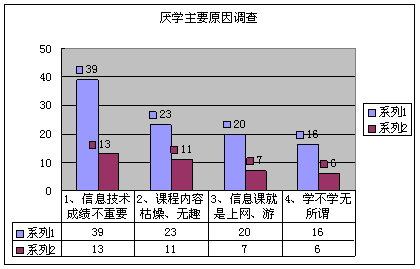 厌学主要原因调查
50
40
30
20
10
0
39
13
23
11
20
7
16
6
系列1
系列2
1、信息技术
成绩不重要
2、课程内容
枯燥、无趣
3、信息课就
是上网、游
4、学不学无
所谓
系列1 39 23 20 16
系列2 13 11 7 6